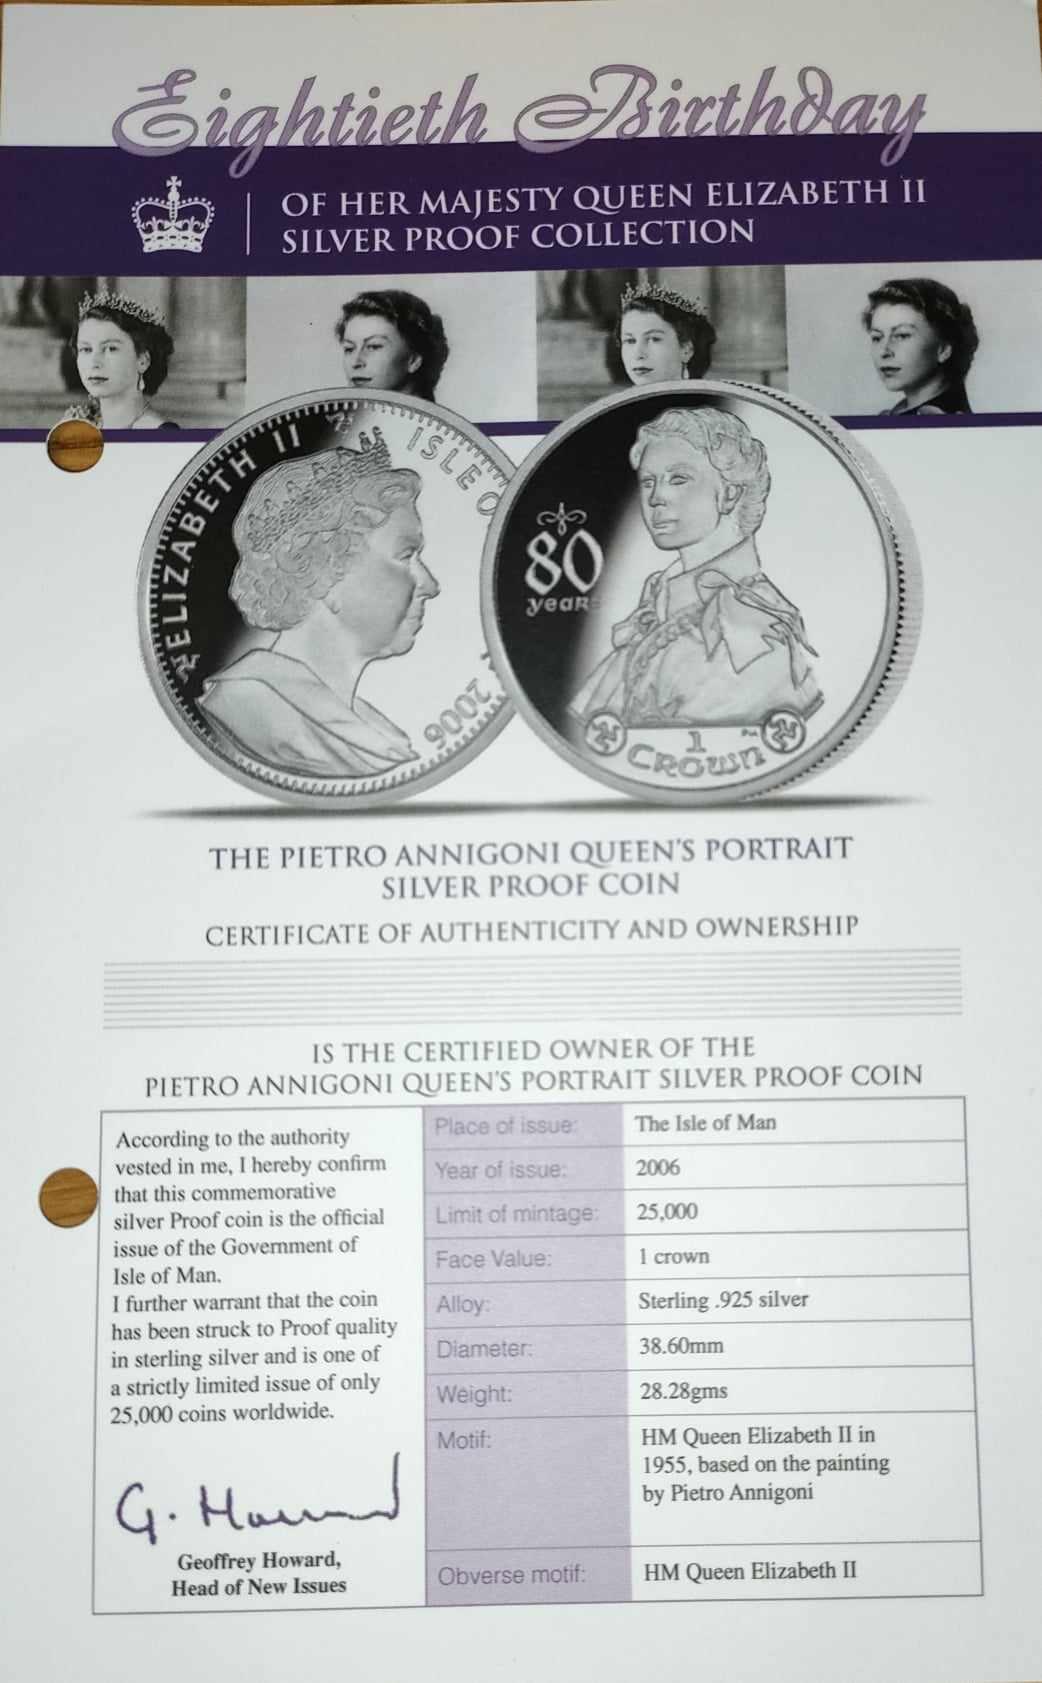 Eightieth Birthday
OF HER MAJESTY QUEEN ELIZABETH II
SILVER PROOF COLLECTION
ELIZABETH II
ISLE O
2006
80
years
1
CROWN
PM
THE PIETRO ANNIGONI QUEEN'S PORTRAIT
SILVER PROOF COIN
CERTIFICATE OF AUTHENTICITY AND OWNERSHIP
IS THE CERTIFIED OWNER OF THE
PIETRO ANNIGONI QUEEN'S PORTRAIT SILVER PROOF COIN
According to the authority
vested in me, I hereby confirm
that this commemorative
silver Proof coin is the official
issue of the Government of
Isle of Man.
I further warrant that the coin
has been struck to Proof quality
in sterling silver and is one of
a strictly limited issue of only
25,000 coins worldwide.
G. Howard
Geoffrey Howard,
Head of New Issues
Place of issue: The Isle of Man
Year of issue: 2006
Limit of mintage: 25,000
Face Value: 1 crown
Alloy: Sterling .925 silver
Diameter: 38.60mm
Weight: 28.28gms
Motif: HM Queen Elizabeth II in
1955, based on the painting
by Pietro Annigoni
Obverse motif: HM Queen Elizabeth II